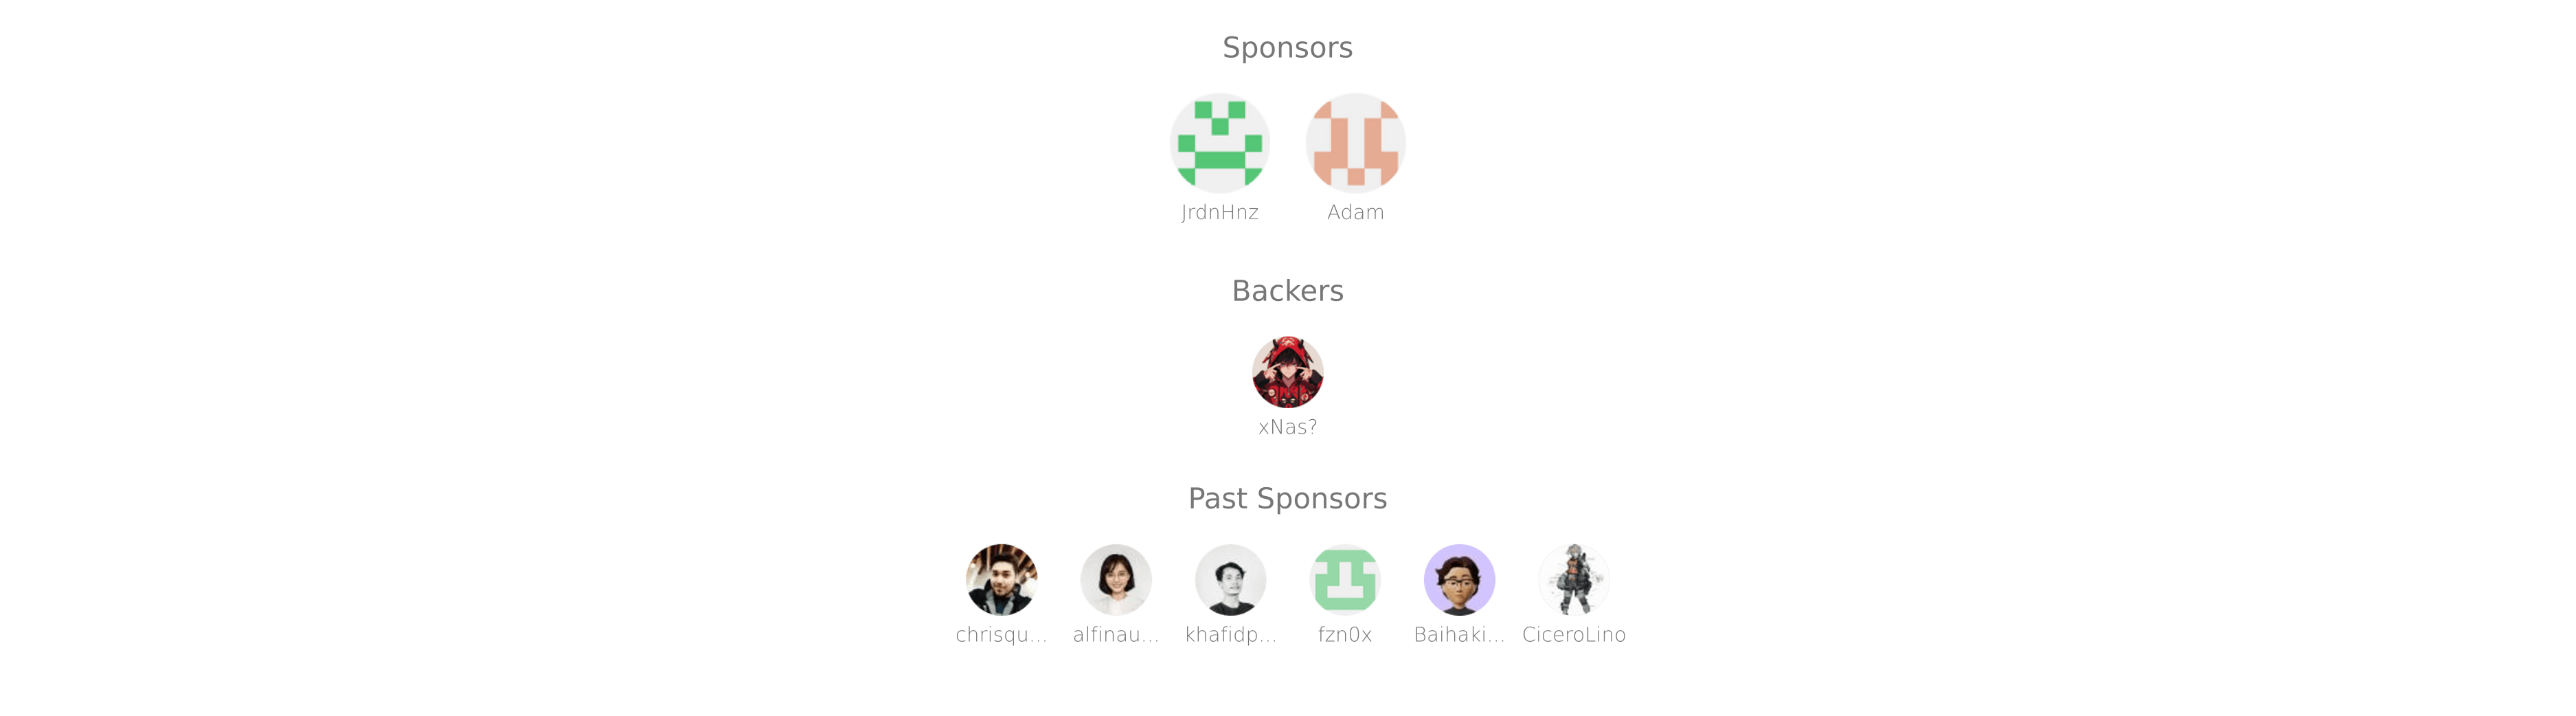 Sponsors
JrdnHnz Adam
Backers
xNas?
Past Sponsors
chrisqu... alfinau... khafidp... fzn0x Baihaki... CiceroLino